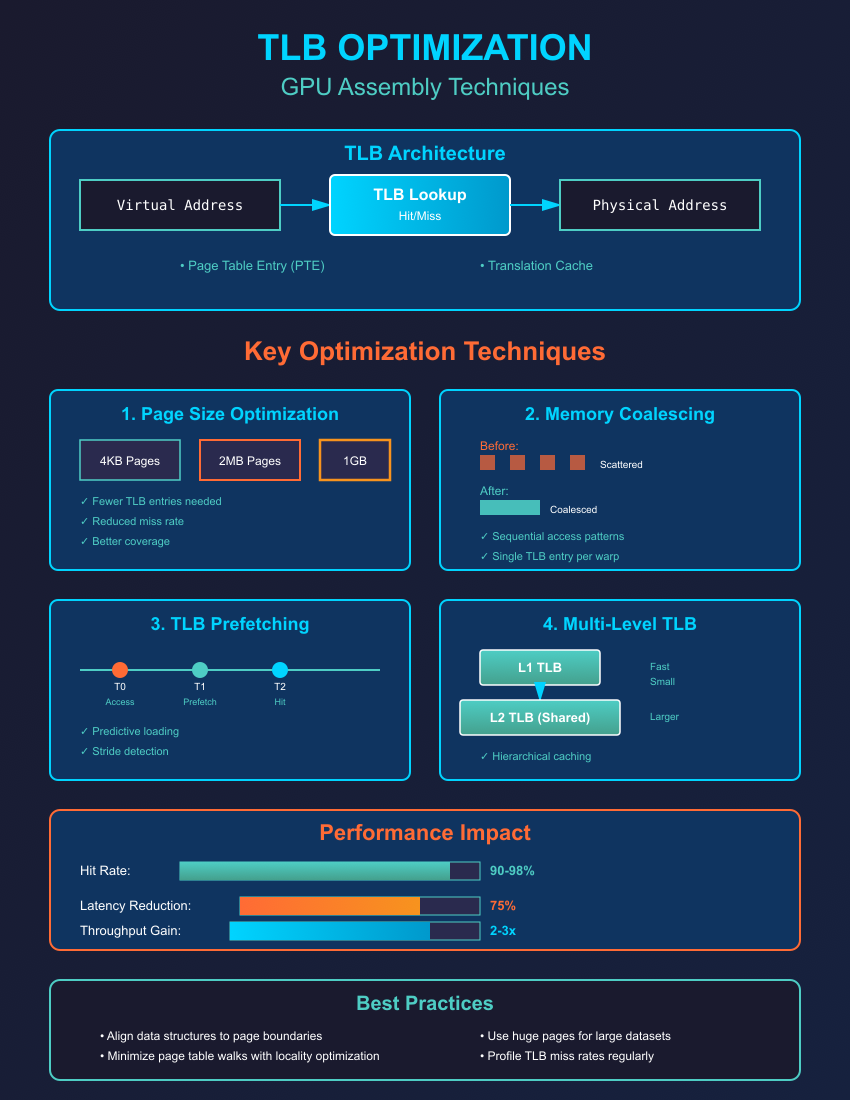 TLB OPTIMIZATION
GPU Assembly Techniques
TLB Architecture
Virtual Address
TLB Lookup
Hit/Miss
Physical Address
• Page Table Entry (PTE)
• Translation Cache
Key Optimization Techniques
1. Page Size Optimization
4KB Pages
2MB Pages
1GB
✓ Fewer TLB entries needed
✓ Reduced miss rate
✓ Better coverage
2. Memory Coalescing
Before:
Scattered
After:
Coalesced
✓ Sequential access patterns
✓ Single TLB entry per warp
3. TLB Prefetching
T0
T1
T2
Access
Prefetch
Hit
✓ Predictive loading
✓ Stride detection
4. Multi-Level TLB
L1 TLB
Fast
Small
L2 TLB (Shared)
Larger
✓ Hierarchical caching
Performance Impact
Hit Rate:
90-98%
Latency Reduction:
75%
Throughput Gain:
2-3x
Best Practices
• Align data structures to page boundaries
• Minimize page table walks with locality optimization
• Use huge pages for large datasets
• Profile TLB miss rates regularly